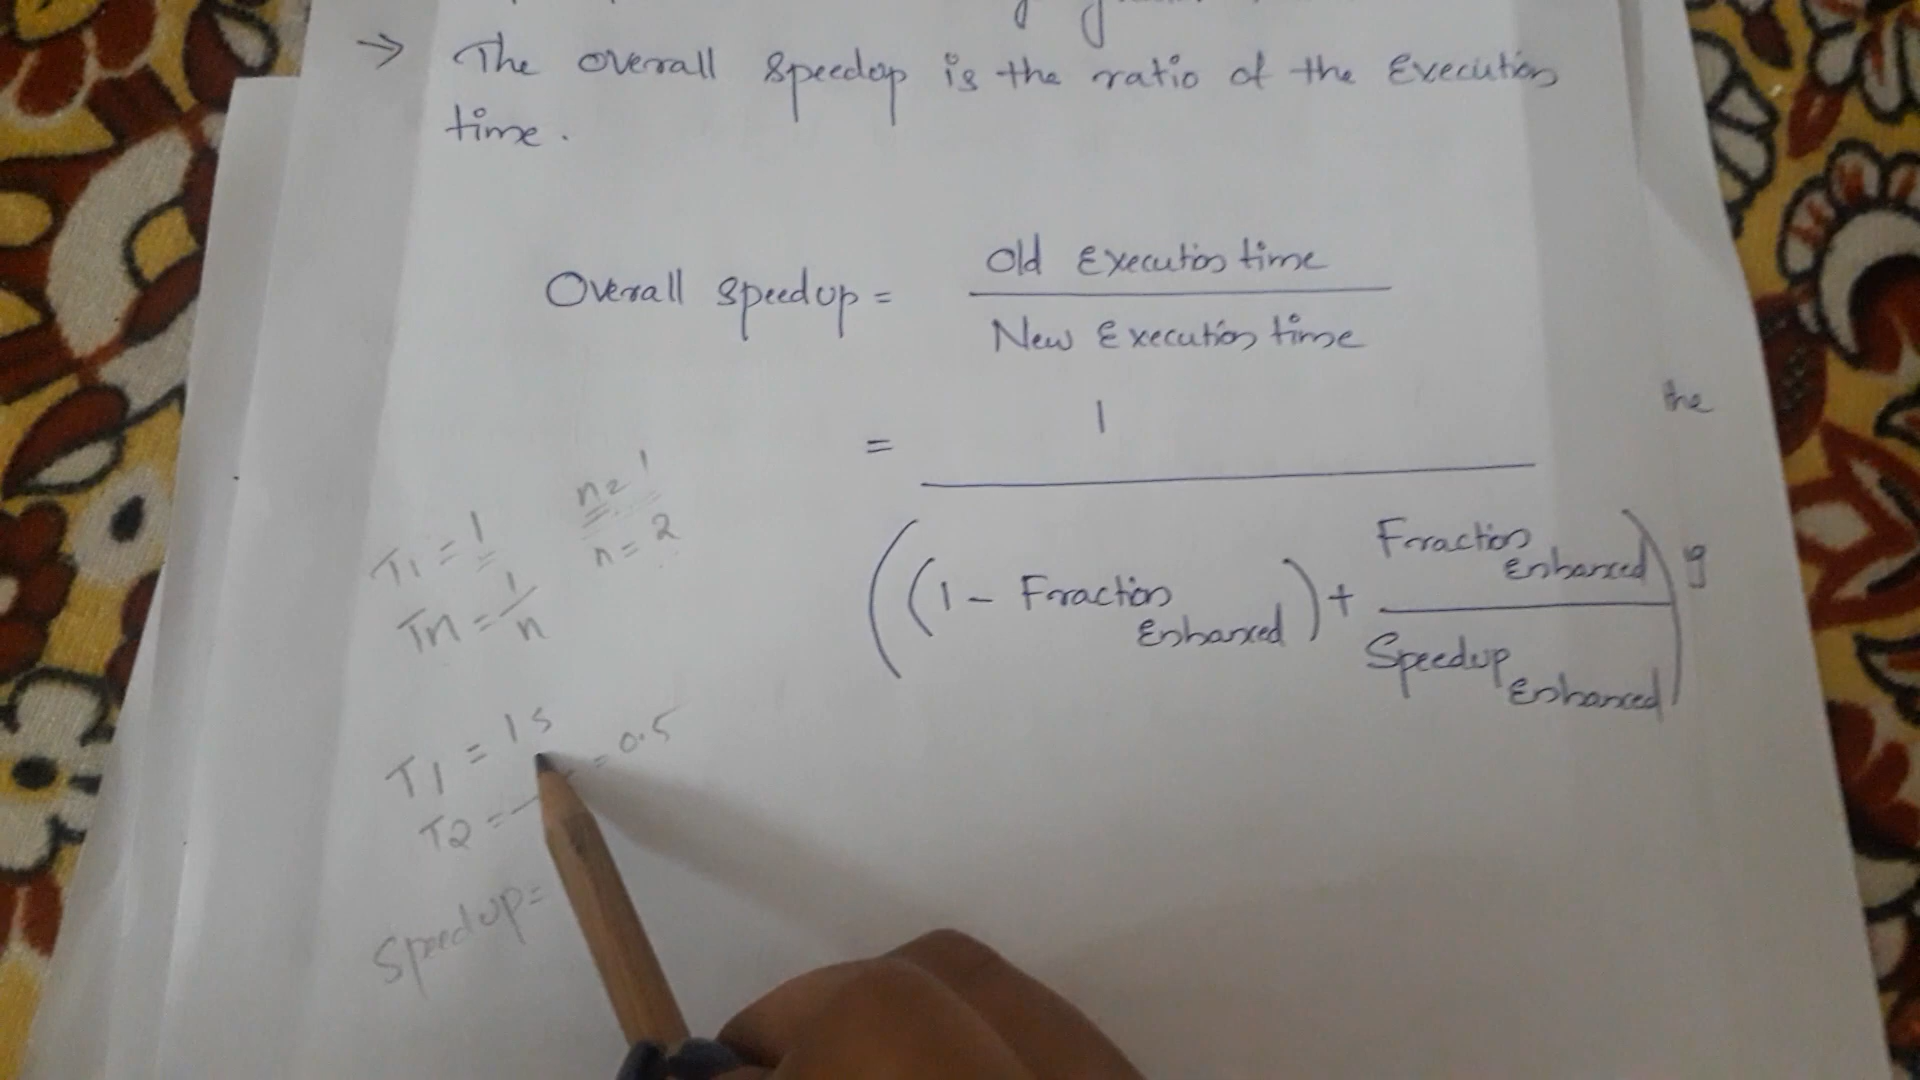 → The overall speedup is the ratio of the Execution
time.
Overall speedup = Old Execution time
New Execution time
= 1
((1 - Fraction Enhanced) + Fraction Enhanced
Speedup Enhanced)
the
g
T1 = 1
Tn = 1/n
n = 1
n = 2
T1 = 1s
T2 = = 0.5
Speedup =